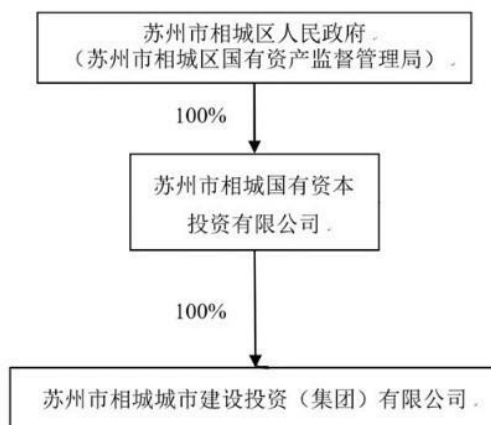 苏州市相城区人民政府
（苏州市相城区国有资产监督管理局）
100%
苏州市相城国有资本
投资有限公司
100%
苏州市相城城市建设投资（集团）有限公司